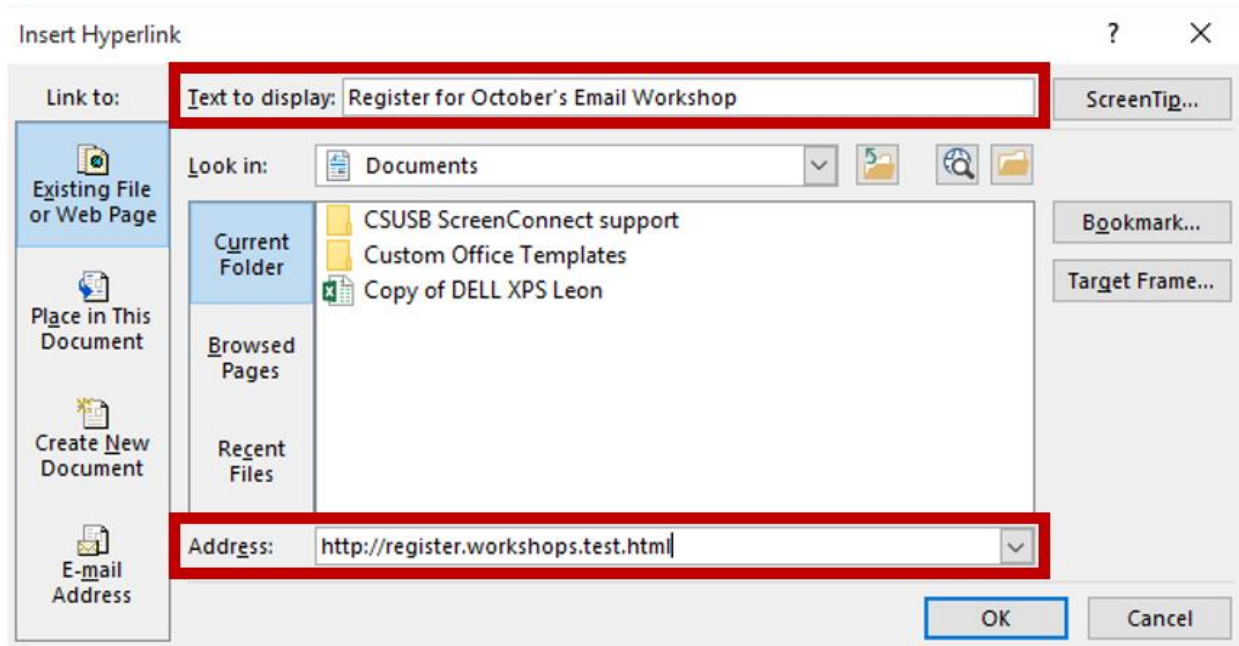 Insert Hyperlink
?
Link to:
Text to display: Register for October's Email Workshop
ScreenTip...
Existing File
or Web Page
Look in: Documents
Current
Folder
CSUSB ScreenConnect support
Custom Office Templates
Copy of DELL XPS Leon
Bookmark...
Target Frame...
Place in This
Document
Browsed
Pages
Create New
Document
Recent
Files
E-mail
Address
Address: http://register.workshops.test.html
OK
Cancel